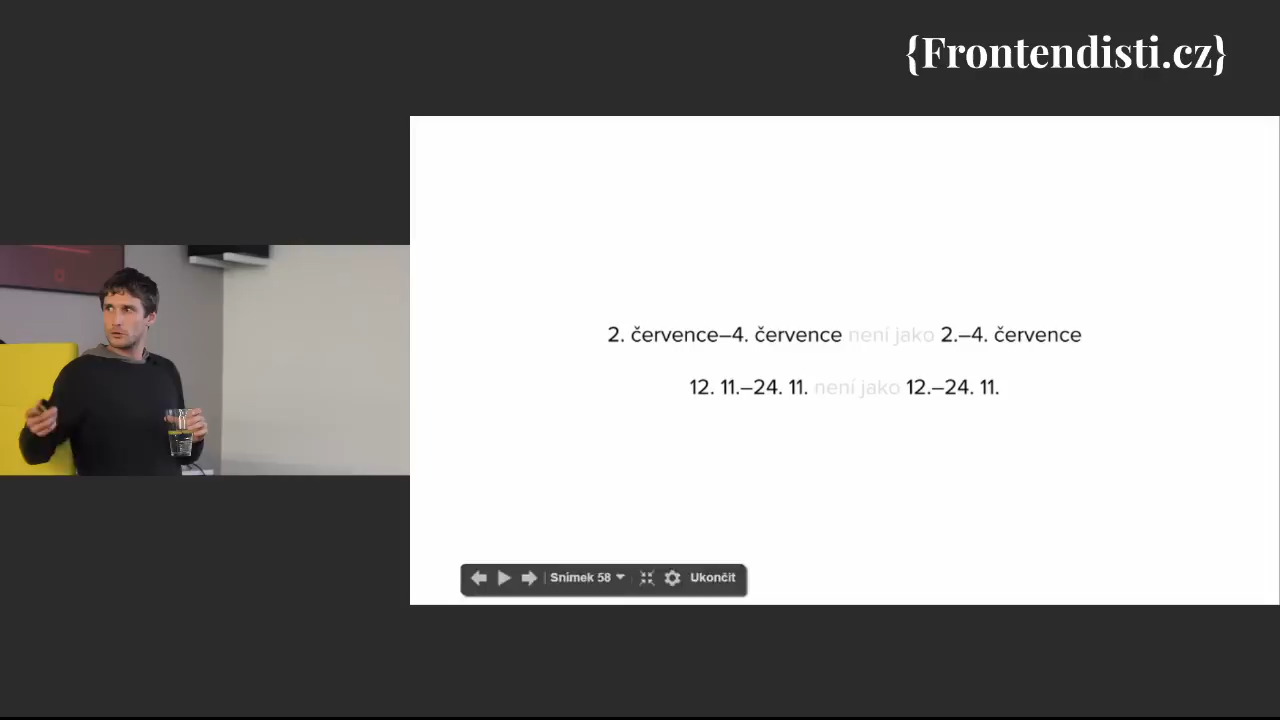 {Frontendisti.cz}
2. července–4. července není jako 2.–4. července
12. 11.–24. 11. není jako 12.–24. 11.
Snímek 58
Ukončit